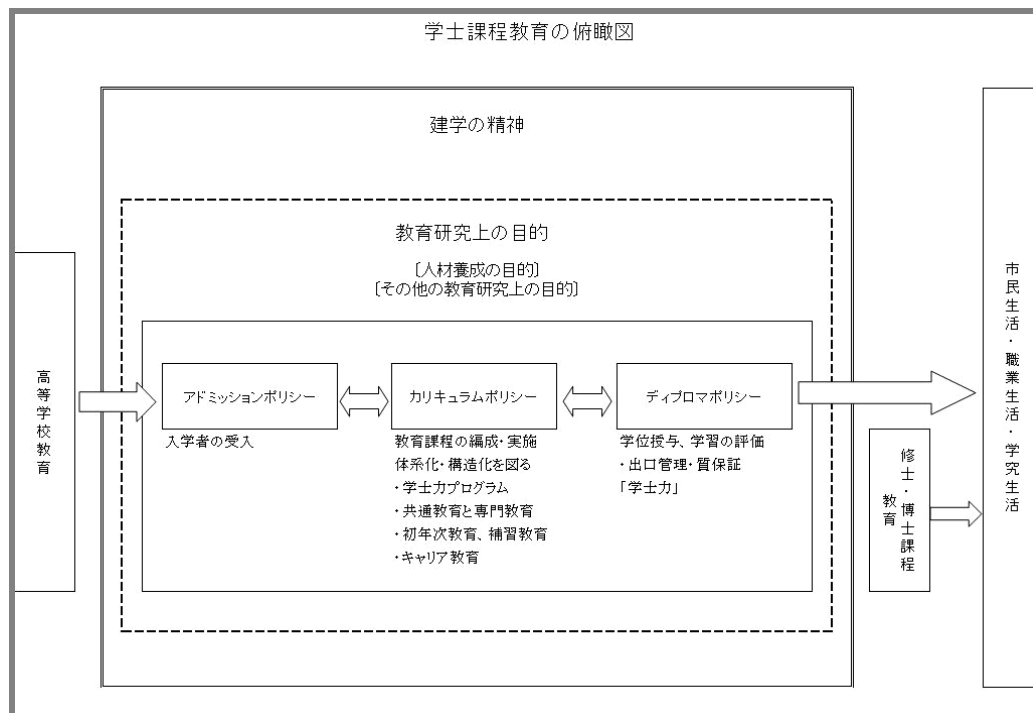 学士課程教育の俯瞰図
建学の精神
教育研究上の目的
〔人材養成の目的〕
〔その他の教育研究上の目的〕
高等学校教育
アドミッションポリシー
入学者の受入
カリキュラムポリシー
教育課程の編成・実施
体系化・構造化を図る
・学士力プログラム
・共通教育と専門教育
・初年次教育、補習教育
・キャリア教育
ディプロマポリシー
学位授与、学習の評価
・出口管理・質保証
「学士力」
修士・博士課程
教育
市民生活・職業生活・学究生活